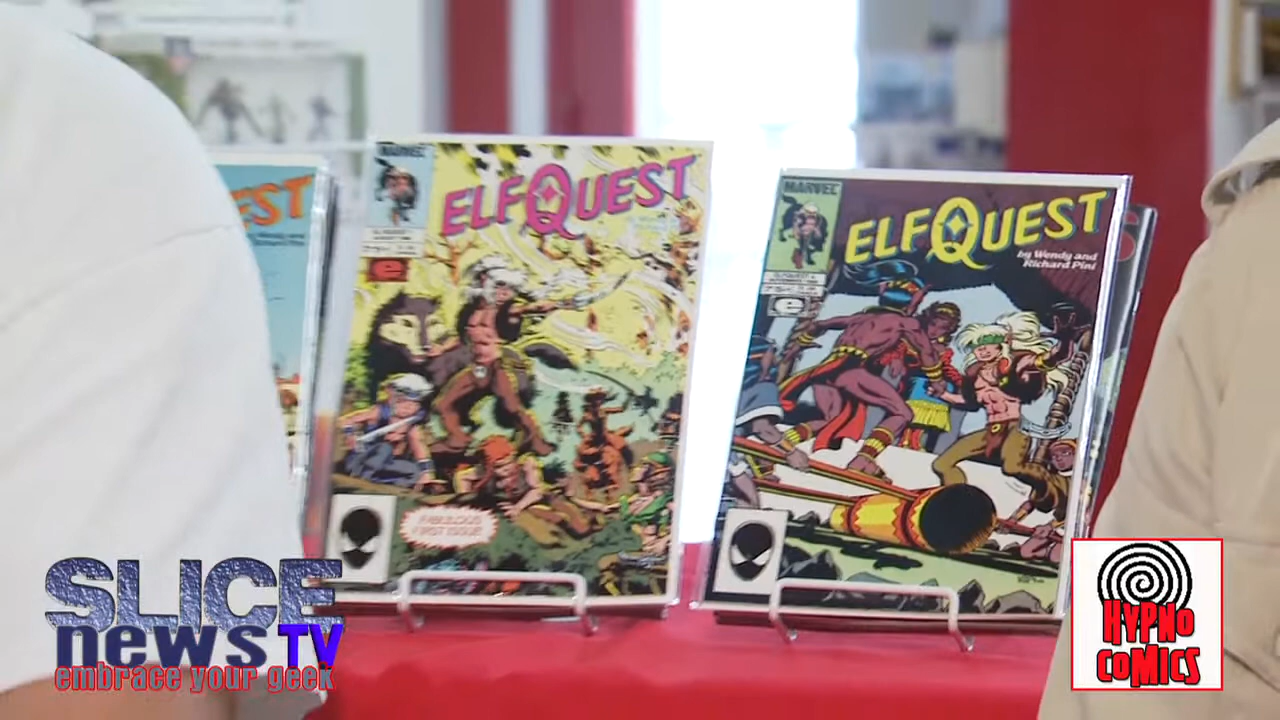 EST
MARVEL
ELFQUEST
e
FABULOUS
FIRST ISSUE!
MARVEL
ELFQUEST
by Wendy and
Richard Pini
e
SLICE
news TV
embrace your geek
HYPNO
COMICS